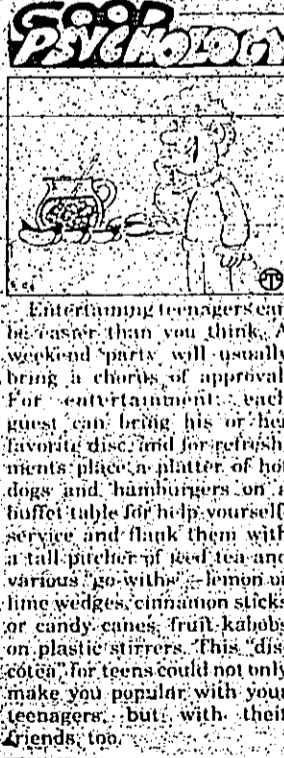 GOOD
PSYCHOLOGY
Entertaining teenagers can
be easier than you think. A
weekend party will usually
bring a chorus of approval.
For entertainment: each
guest can bring his or her
favorite disc, and for refresh-
ments place a platter of hot
dogs and hamburgers on a
buffet table for help-yourself
service and flank them with
a tall pitcher of iced tea and
various "go-withs" - lemon or
lime wedges, cinnamon sticks
or candy canes, fruit kabobs
on plastic stirrers. This "dis-
cotea" for teens could not only
make you popular with your
teenagers, but with their
friends, too.